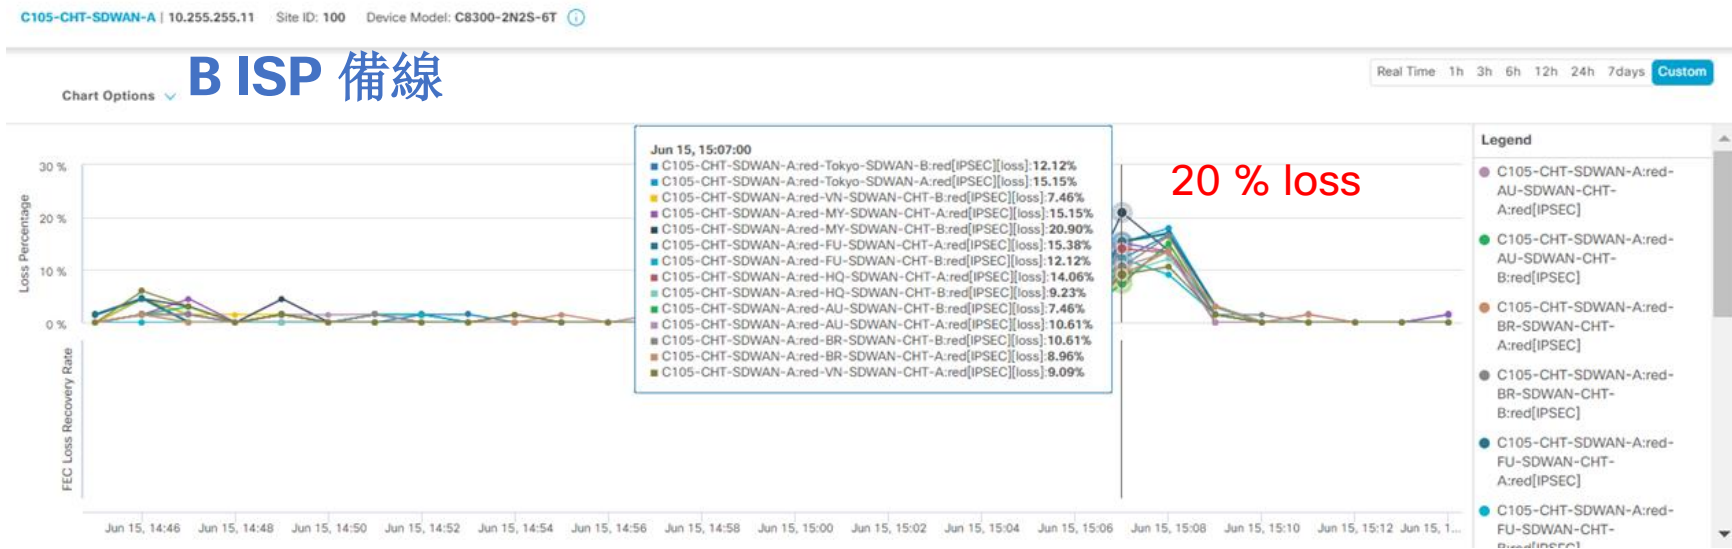 C105-CHT-SDWAN-A | 10.255.255.11 Site ID: 100 Device Model: C8300-2N2S-6T
B ISP 備線
Real Time 1h 3h 6h 12h 24h 7days Custom
Chart Options
Jun 15, 15:07:00
C105-CHT-SDWAN-A:red-Tokyo-SDWAN-B:red[IPSEC][loss]:12.12%
C105-CHT-SDWAN-A:red-Tokyo-SDWAN-A:red[IPSEC][loss]:15.15%
C105-CHT-SDWAN-A:red-VN-SDWAN-CHT-B:red[IPSEC][loss]:7.46%
C105-CHT-SDWAN-A:red-MY-SDWAN-CHT-A:red[IPSEC][loss]:15.15%
C105-CHT-SDWAN-A:red-MY-SDWAN-CHT-B:red[IPSEC][loss]:20.90%
C105-CHT-SDWAN-A:red-FU-SDWAN-CHT-A:red[IPSEC][loss]:15.38%
C105-CHT-SDWAN-A:red-FU-SDWAN-CHT-B:red[IPSEC][loss]:12.12%
C105-CHT-SDWAN-A:red-HQ-SDWAN-CHT-A:red[IPSEC][loss]:14.06%
C105-CHT-SDWAN-A:red-HQ-SDWAN-CHT-B:red[IPSEC][loss]:9.23%
C105-CHT-SDWAN-A:red-AU-SDWAN-CHT-B:red[IPSEC][loss]:7.46%
C105-CHT-SDWAN-A:red-AU-SDWAN-CHT-A:red[IPSEC][loss]:10.61%
C105-CHT-SDWAN-A:red-BR-SDWAN-CHT-B:red[IPSEC][loss]:10.61%
C105-CHT-SDWAN-A:red-BR-SDWAN-CHT-A:red[IPSEC][loss]:8.96%
C105-CHT-SDWAN-A:red-VN-SDWAN-CHT-A:red[IPSEC][loss]:9.09%
20 % loss
Loss Percentage
30 %
20 %
10 %
0 %
FEC Loss Recovery Rate
Jun 15, 14:46 Jun 15, 14:48 Jun 15, 14:50 Jun 15, 14:52 Jun 15, 14:54 Jun 15, 14:56 Jun 15, 14:58 Jun 15, 15:00 Jun 15, 15:02 Jun 15, 15:04 Jun 15, 15:06 Jun 15, 15:08 Jun 15, 15:10 Jun 15, 15:12 Jun 15, 1...
Legend
C105-CHT-SDWAN-A:red-
AU-SDWAN-CHT-
A:red[IPSEC]
C105-CHT-SDWAN-A:red-
AU-SDWAN-CHT-
B:red[IPSEC]
C105-CHT-SDWAN-A:red-
BR-SDWAN-CHT-
A:red[IPSEC]
C105-CHT-SDWAN-A:red-
BR-SDWAN-CHT-
B:red[IPSEC]
C105-CHT-SDWAN-A:red-
FU-SDWAN-CHT-
A:red[IPSEC]
C105-CHT-SDWAN-A:red-
FU-SDWAN-CHT-
B:red[IPSEC]